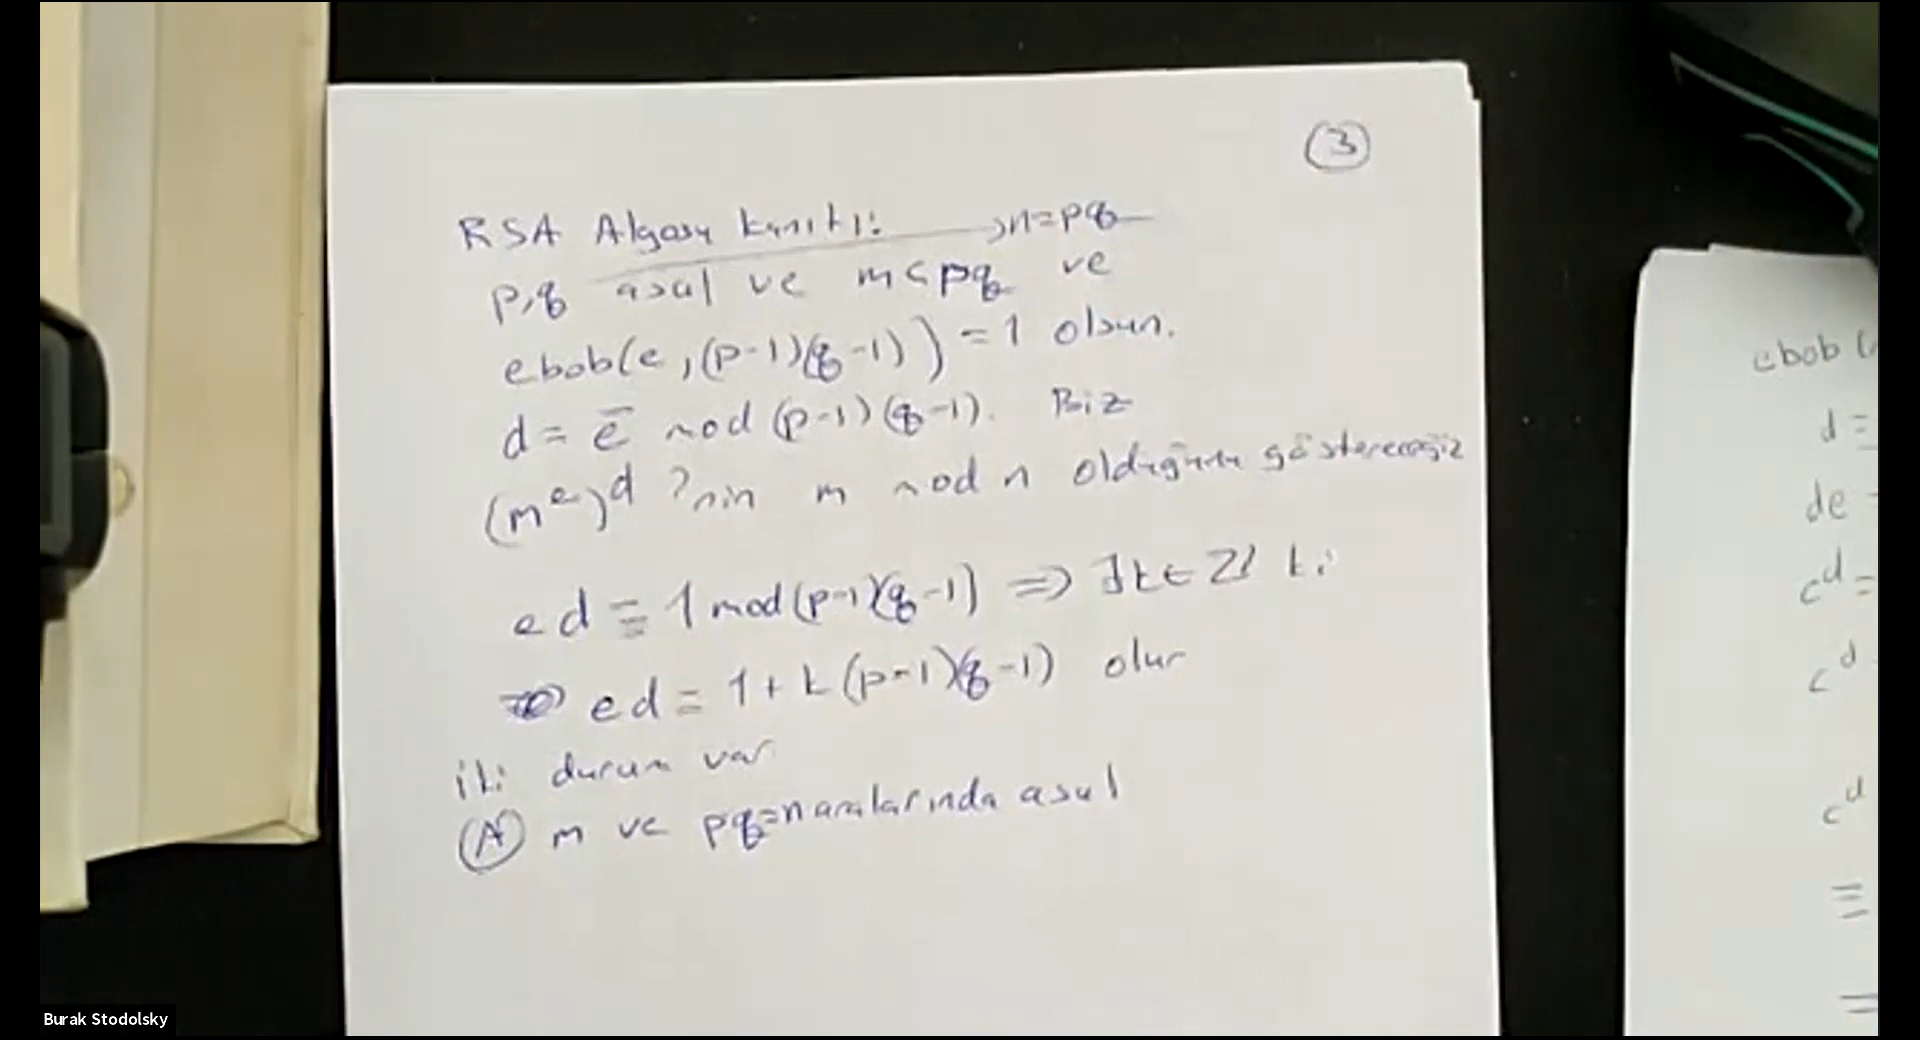 (3)
RSA Algosu kanıtı: → n=pq
p,q asal ve m<pq ve
ebob(e,(p-1)(q-1))=1 olsun.
d = e̅ mod (p-1)(q-1). Biz
(m^e)^d ?nin m mod n olduğunu göstereceğiz
ed ≡ 1 mod(p-1)(q-1) ⇒ ∃k∈ℤ ki
ed = 1+k(p-1)(q-1) olur
iki durum var
(A) m ve pq=n aralarında asal
ebob(
d =
de
c^d =
c^d
c^d
≡
=
Burak Stodolsky